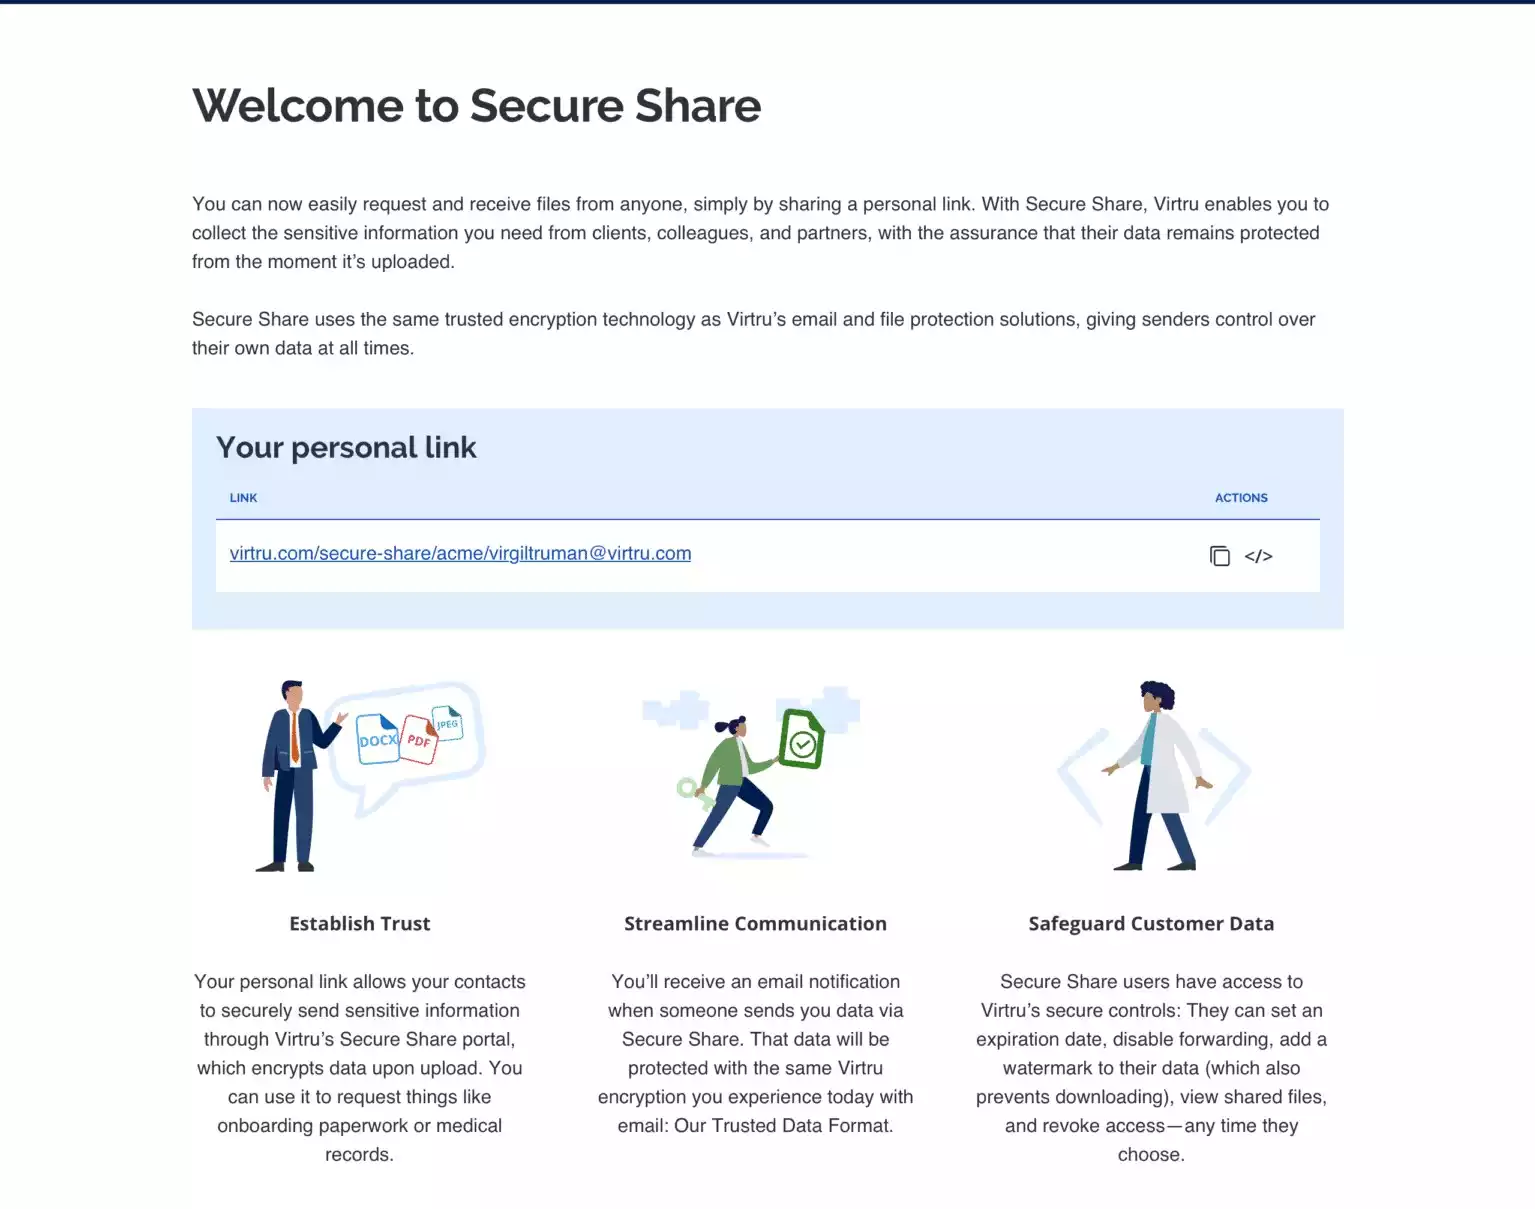 Welcome to Secure Share
You can now easily request and receive files from anyone, simply by sharing a personal link. With Secure Share, Virtru enables you to
collect the sensitive information you need from clients, colleagues, and partners, with the assurance that their data remains protected
from the moment it’s uploaded.
Secure Share uses the same trusted encryption technology as Virtru’s email and file protection solutions, giving senders control over
their own data at all times.
Your personal link
LINK
ACTIONS
virtru.com/secure-share/acme/virgiltruman@virtru.com
</>
DOCX
PDF
JPEG
Establish Trust
Your personal link allows your contacts
to securely send sensitive information
through Virtru’s Secure Share portal,
which encrypts data upon upload. You
can use it to request things like
onboarding paperwork or medical
records.
Streamline Communication
You’ll receive an email notification
when someone sends you data via
Secure Share. That data will be
protected with the same Virtru
encryption you experience today with
email: Our Trusted Data Format.
Safeguard Customer Data
Secure Share users have access to
Virtru’s secure controls: They can set an
expiration date, disable forwarding, add a
watermark to their data (which also
prevents downloading), view shared files,
and revoke access—any time they
choose.